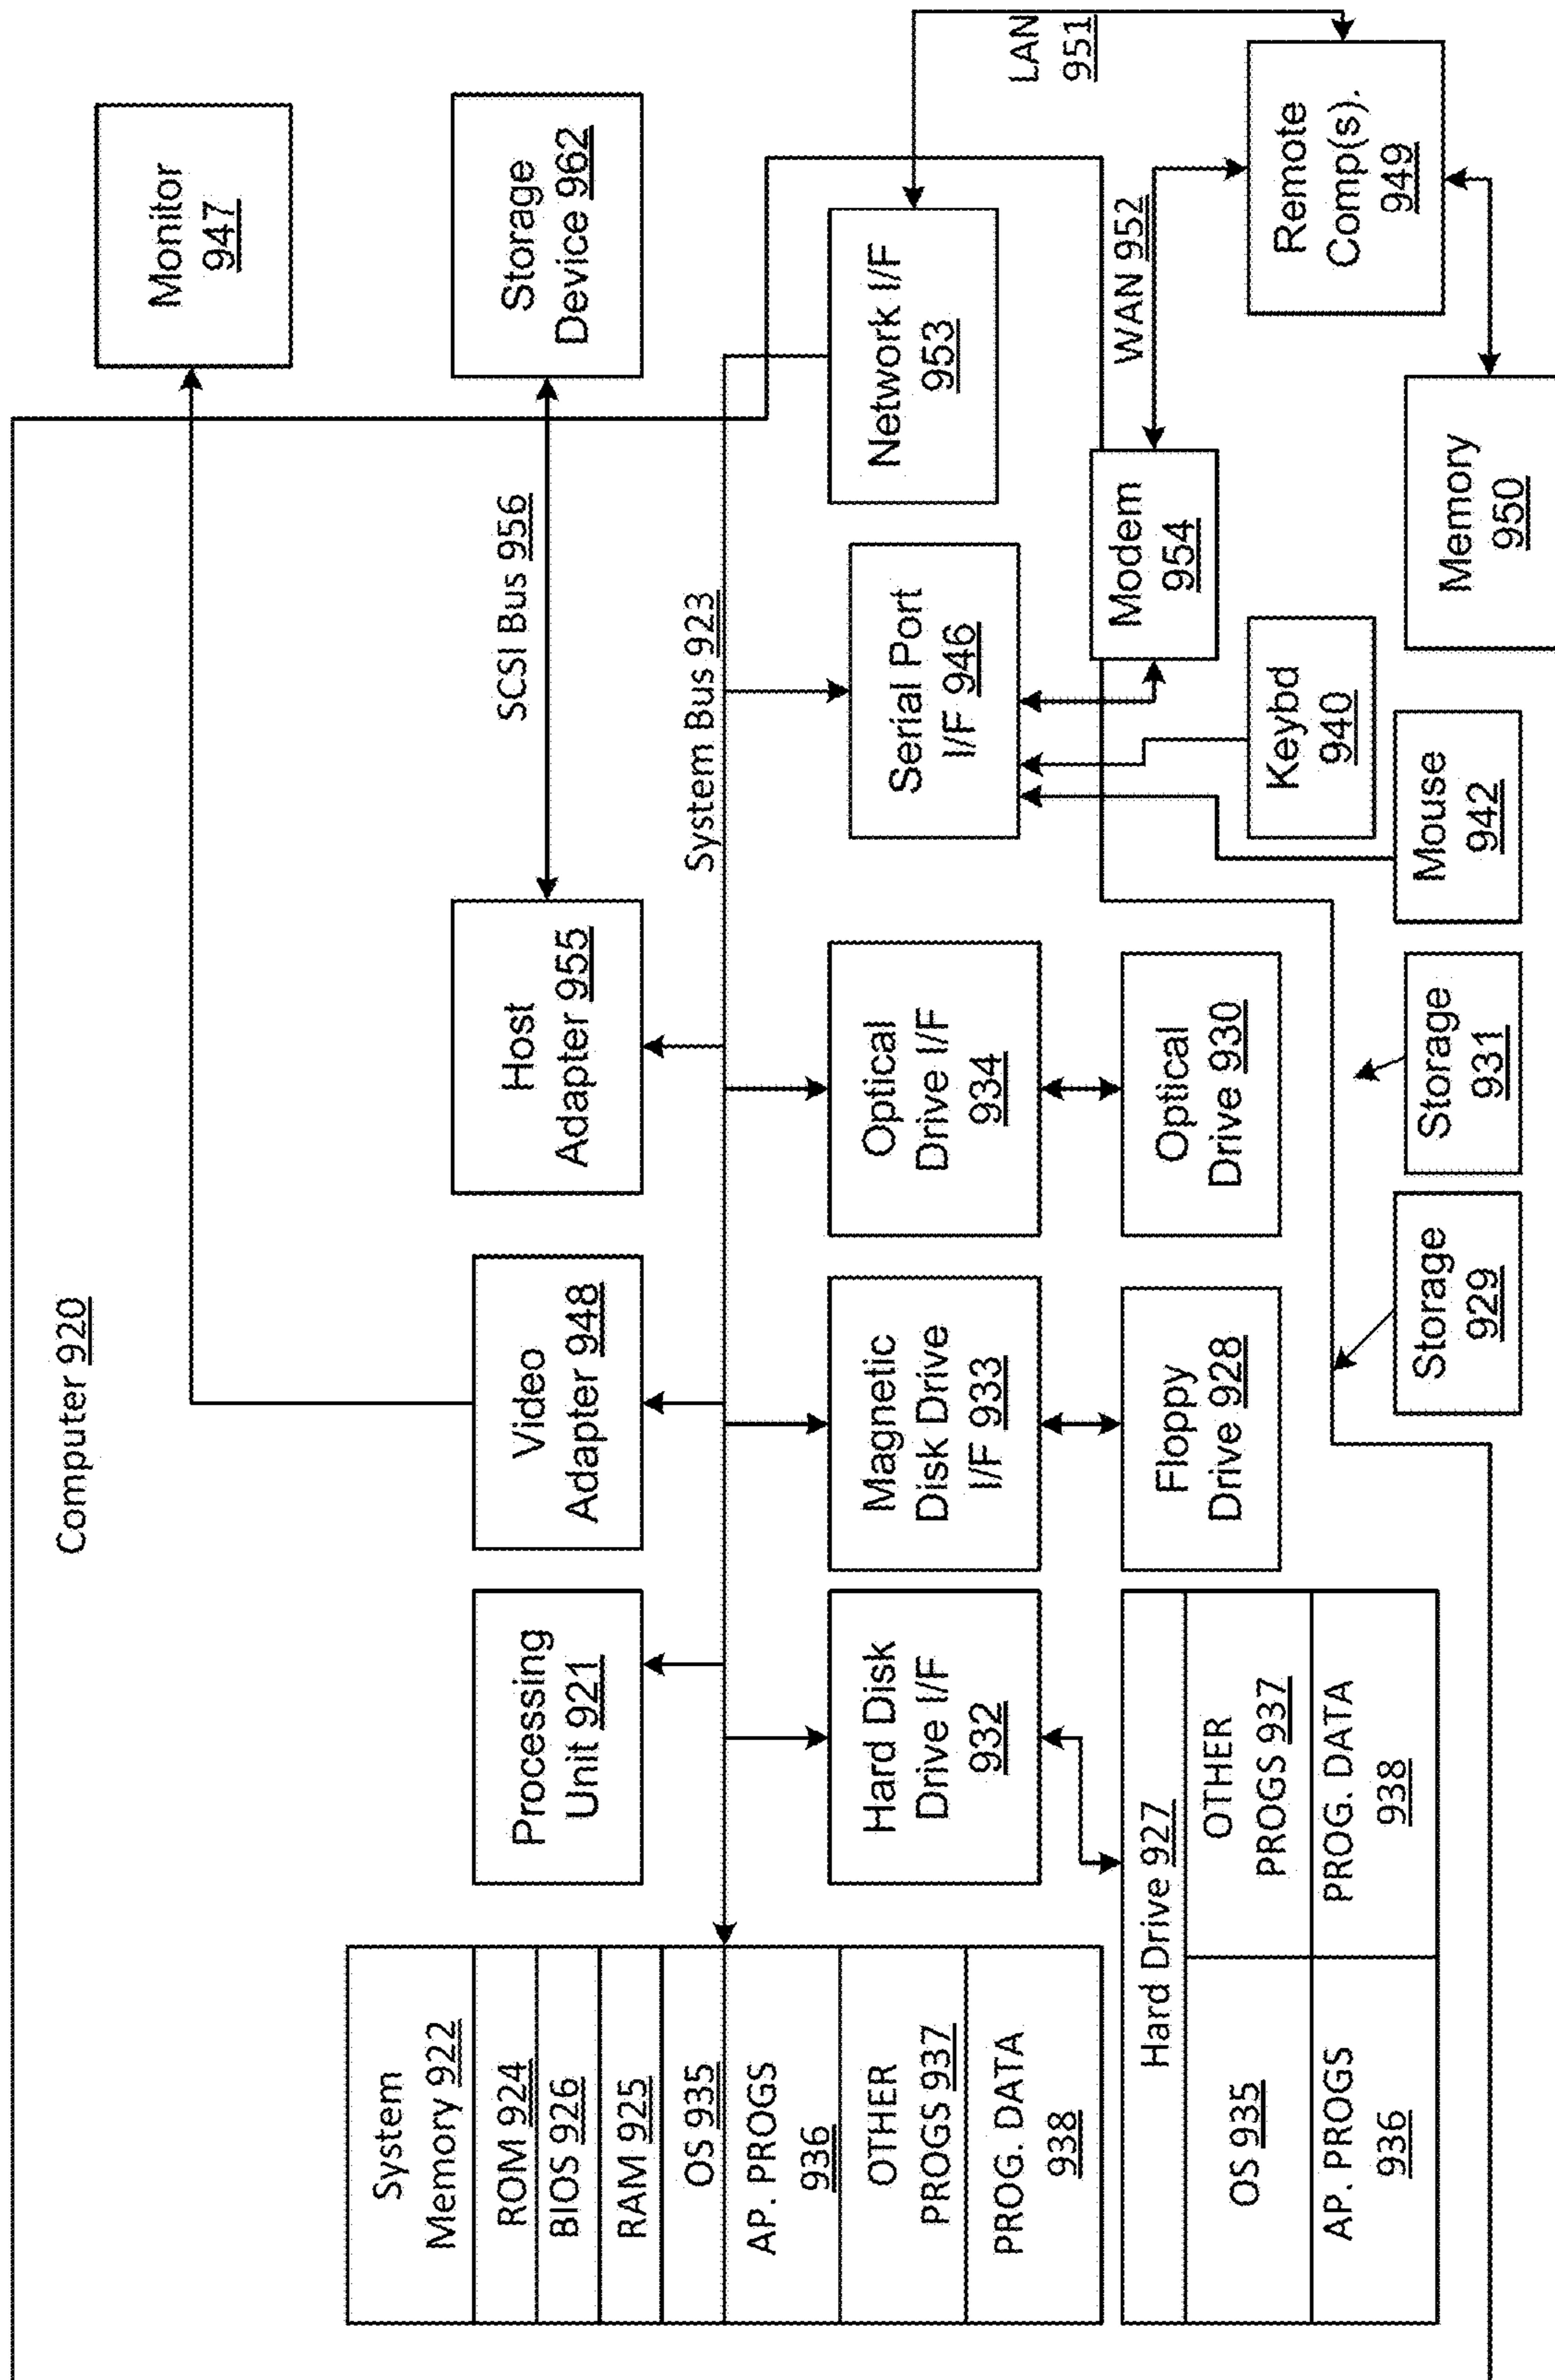 Computer 920
System
Memory 922
ROM 924
BIOS 926
RAM 925
OS 935
AP. PROGS
936
OTHER
PROGS 937
PROG. DATA
938
Processing
Unit 921
Video
Adapter 948
Host
Adapter 955
SCSI Bus 956
Monitor
947
Storage
Device 962
System Bus 923
Hard Disk
Drive I/F
932
Magnetic
Disk Drive
I/F 933
Optical
Drive I/F
934
Serial Port
I/F 946
Network I/F
953
LAN
951
Hard Drive 927
OS 935
OTHER
PROGS 937
AP. PROGS
936
PROG. DATA
938
Floppy
Drive 928
Optical
Drive 930
Modem
954
WAN 952
Remote
Comp(s).
949
Keybd
940
Storage
929
Storage
931
Mouse
942
Memory
950